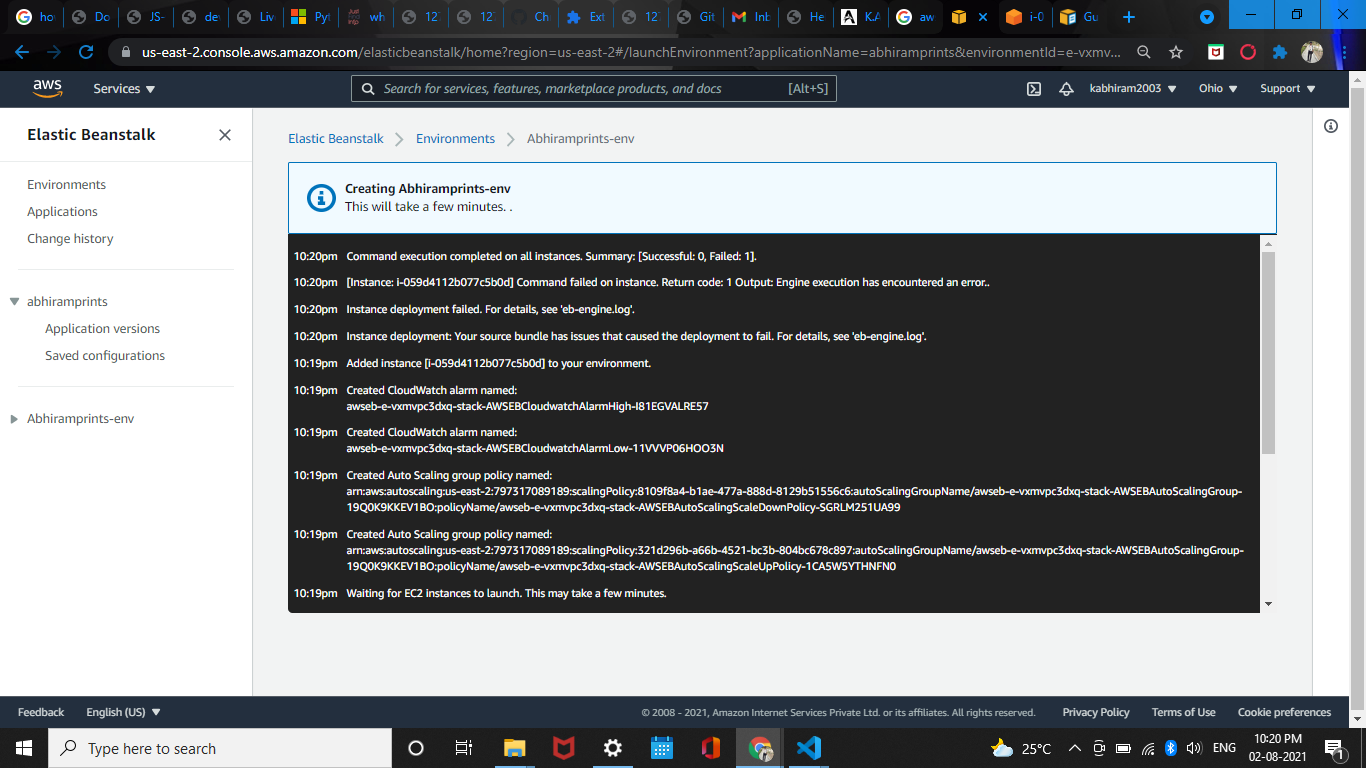 ho
Do
JS-
de
Liv
Pyt
wh
12
12
Ch
Ext
12
Git
Inb
He
K.A
aw
i-0
Gu
us-east-2.console.aws.amazon.com/elasticbeanstalk/home?region=us-east-2#/launchEnvironment?applicationName=abhiramprints&environmentId=e-vxmv...
aws
Services
Search for services, features, marketplace products, and docs [Alt+S]
kabhiram2003
Ohio
Support
Elastic Beanstalk
Environments
Applications
Change history
abhiramprints
Application versions
Saved configurations
Abhiramprints-env
Elastic Beanstalk
Environments
Abhiramprints-env
Creating Abhiramprints-env
This will take a few minutes. .
10:20pm Command execution completed on all instances. Summary: [Successful: 0, Failed: 1].
10:20pm [Instance: i-059d4112b077c5b0d] Command failed on instance. Return code: 1 Output: Engine execution has encountered an error..
10:20pm Instance deployment failed. For details, see 'eb-engine.log'.
10:20pm Instance deployment: Your source bundle has issues that caused the deployment to fail. For details, see 'eb-engine.log'.
10:19pm Added instance [i-059d4112b077c5b0d] to your environment.
10:19pm Created CloudWatch alarm named:
awseb-e-vxmvpc3dxq-stack-AWSEBCloudwatchAlarmHigh-I81EGVALRE57
10:19pm Created CloudWatch alarm named:
awseb-e-vxmvpc3dxq-stack-AWSEBCloudwatchAlarmLow-11VVVP06HOO3N
10:19pm Created Auto Scaling group policy named:
arn:aws:autoscaling:us-east-2:797317089189:scalingPolicy:8109f8a4-b1ae-477a-888d-8129b51556c6:autoScalingGroupName/awseb-e-vxmvpc3dxq-stack-AWSEBAutoScalingGroup-
19Q0K9KKEV1BO:policyName/awseb-e-vxmvpc3dxq-stack-AWSEBAutoScalingScaleDownPolicy-SGRLM251UA99
10:19pm Created Auto Scaling group policy named:
arn:aws:autoscaling:us-east-2:797317089189:scalingPolicy:321d296b-a66b-4521-bc3b-804bc678c897:autoScalingGroupName/awseb-e-vxmvpc3dxq-stack-AWSEBAutoScalingGroup-
19Q0K9KKEV1BO:policyName/awseb-e-vxmvpc3dxq-stack-AWSEBAutoScalingScaleUpPolicy-1CA5W5YTHNFN0
10:19pm Waiting for EC2 instances to launch. This may take a few minutes.
Feedback
English (US)
© 2008 - 2021, Amazon Internet Services Private Ltd. or its affiliates. All rights reserved.
Privacy Policy
Terms of Use
Cookie preferences
Type here to search
25°C
ENG
10:20 PM
02-08-2021
1